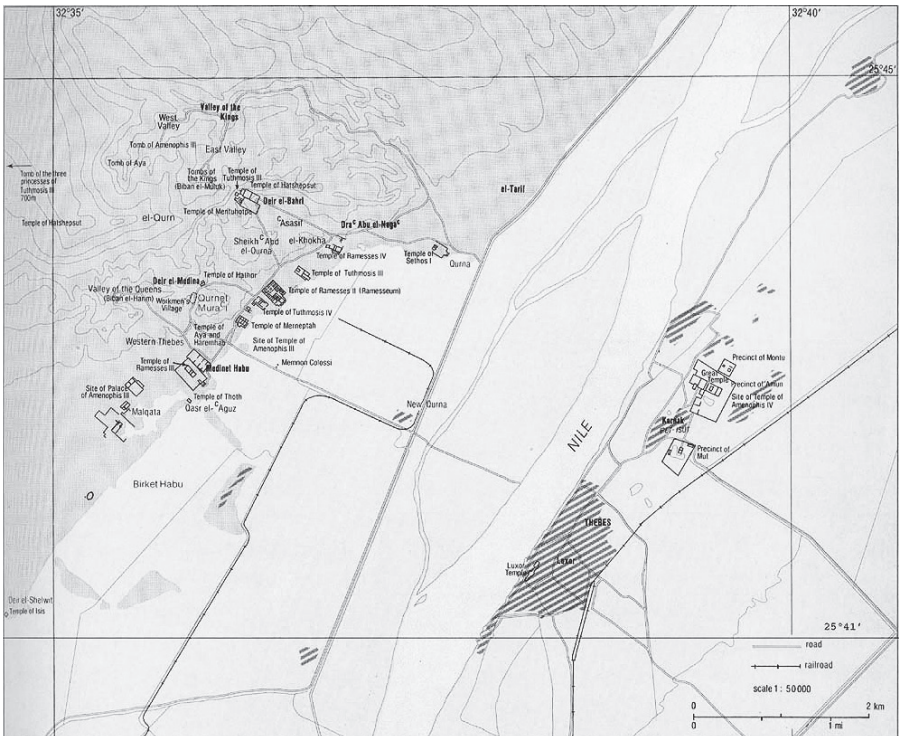 32°35'
32°40'
25°45'
Valley of the
Kings
West
Valley
Tomb of Amenophis III
East Valley
Tomb of Aya
Tombs of
the Kings
(Biban el-Muluk)
Temple of
Tuthmosis III
Temple of Hatshepsut
Tomb of the three
princesses of
Tuthmosis III
700m
Deir el-Bahri
Temple of Mentuhotpe
el-Tarif
Temple of Hatshepsut
el-Qurn
cAsasif
Drac Abu el-Nagac
Sheikh cAbd
el-Qurna
el-Khokha
Temple of Ramesses IV
Temple of
Sethos I
Qurna
Temple of Hathor
Temple of Tuthmosis III
Deir el-Medina
Valley of the Queens
(Biban el-Harim)
Workmen's
Village
Qurnet
Murac I
Temple of Ramesses II (Ramesseum)
Temple of Tuthmosis IV
Temple of Merneptah
Temple of
Aya and
Haremhab
Western Thebes
Site of Temple of
Amenophis III
Memnon Colossi
Temple of
Ramesses III
Medinet Habu
Precinct of Montu
Great
Temple
Precinct of Amun
Site of Temple of
Amenophis IV
Site of Palace
of Amenophis III
Temple of Thoth
Qasr el-cAguz
Malqata
New Qurna
Karnak
Precinct of
Mut
NILE
Birket Habu
THEBES
Luxor
Luxor
Temple
Deir el-Shelwit
Temple of Isis
25°41'
road
railroad
scale 1 : 50 000
0 2 km
0 1 mi